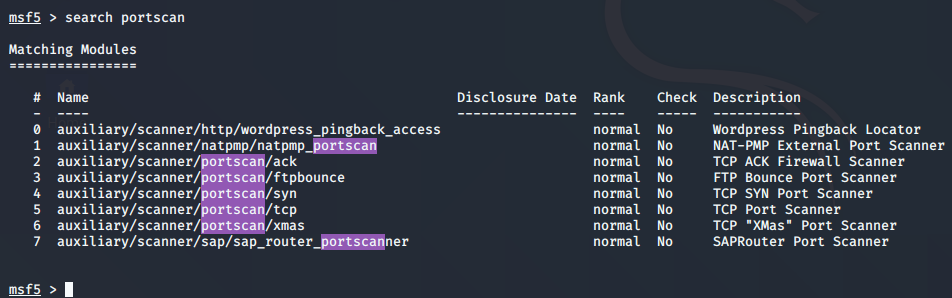 msf5 > search portscan
Matching Modules
================
# Name Disclosure Date Rank Check Description
- ---- --------------- ---- ----- -----------
0 auxiliary/scanner/http/wordpress_pingback_access normal No Wordpress Pingback Locator
1 auxiliary/scanner/natpmp/natpmp_portscan normal No NAT-PMP External Port Scanner
2 auxiliary/scanner/portscan/ack normal No TCP ACK Firewall Scanner
3 auxiliary/scanner/portscan/ftpbounce normal No FTP Bounce Port Scanner
4 auxiliary/scanner/portscan/syn normal No TCP SYN Port Scanner
5 auxiliary/scanner/portscan/tcp normal No TCP Port Scanner
6 auxiliary/scanner/portscan/xmas normal No TCP "XMas" Port Scanner
7 auxiliary/scanner/sap/sap_router_portscanner normal No SAPRouter Port Scanner
msf5 >